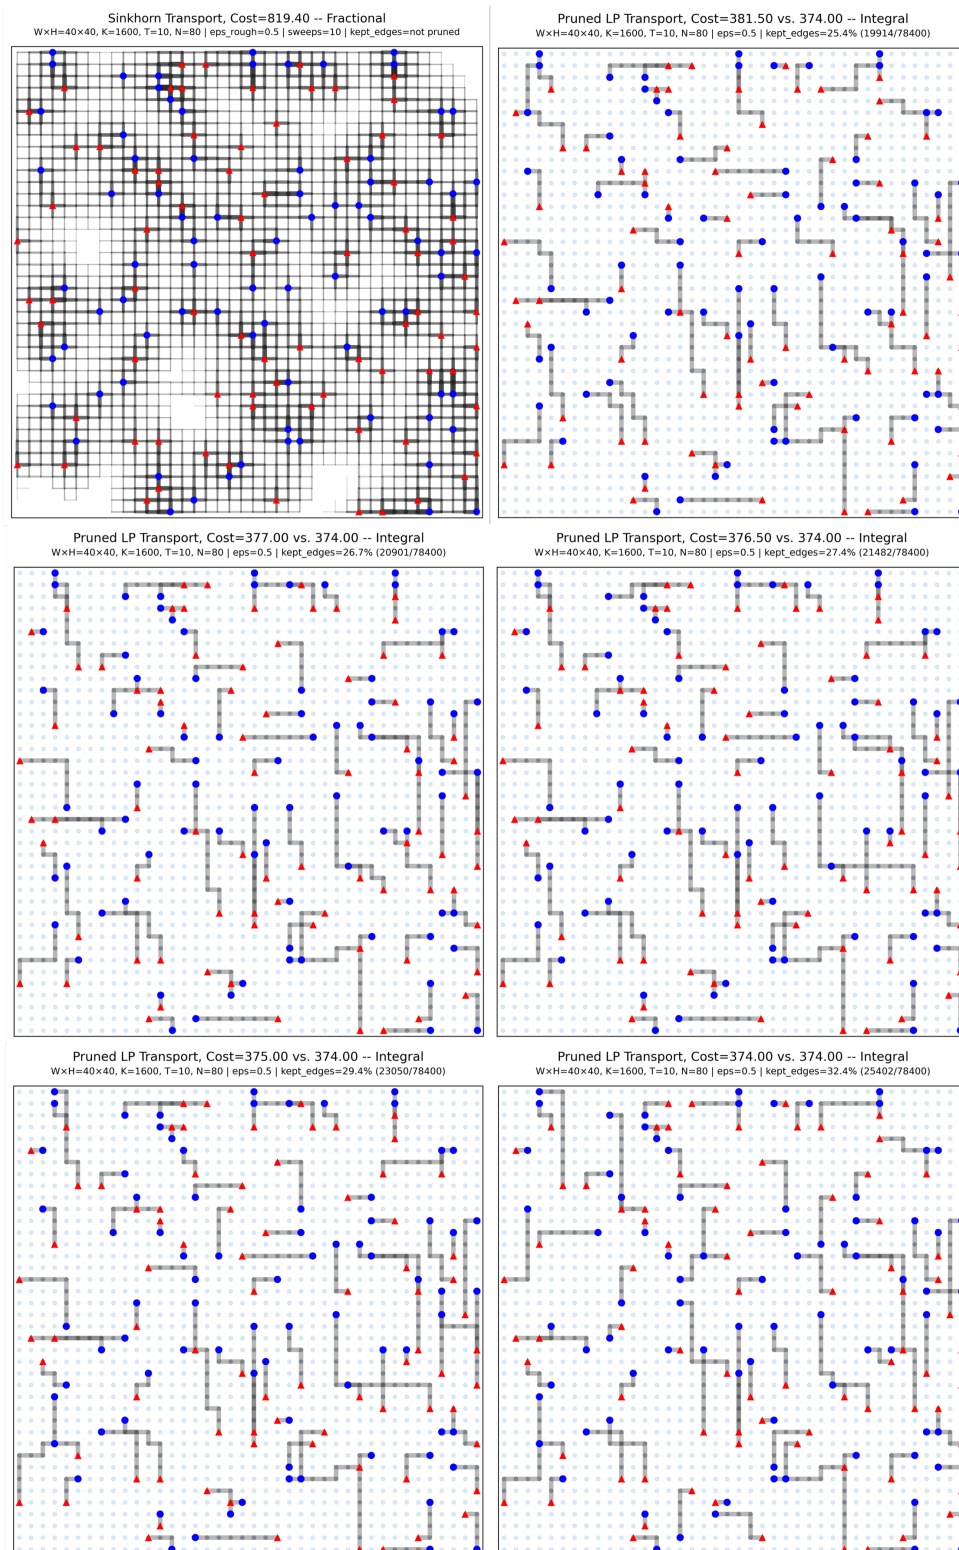 Sinkhorn Transport, Cost=819.40 -- Fractional
W×H=40×40, K=1600, T=10, N=80 | eps_rough=0.5 | sweeps=10 | kept_edges=not pruned
Pruned LP Transport, Cost=381.50 vs. 374.00 -- Integral
W×H=40×40, K=1600, T=10, N=80 | eps=0.5 | kept_edges=25.4% (19914/78400)
Pruned LP Transport, Cost=377.00 vs. 374.00 -- Integral
W×H=40×40, K=1600, T=10, N=80 | eps=0.5 | kept_edges=26.7% (20901/78400)
Pruned LP Transport, Cost=376.50 vs. 374.00 -- Integral
W×H=40×40, K=1600, T=10, N=80 | eps=0.5 | kept_edges=27.4% (21482/78400)
Pruned LP Transport, Cost=375.00 vs. 374.00 -- Integral
W×H=40×40, K=1600, T=10, N=80 | eps=0.5 | kept_edges=29.4% (23050/78400)
Pruned LP Transport, Cost=374.00 vs. 374.00 -- Integral
W×H=40×40, K=1600, T=10, N=80 | eps=0.5 | kept_edges=32.4% (25402/78400)